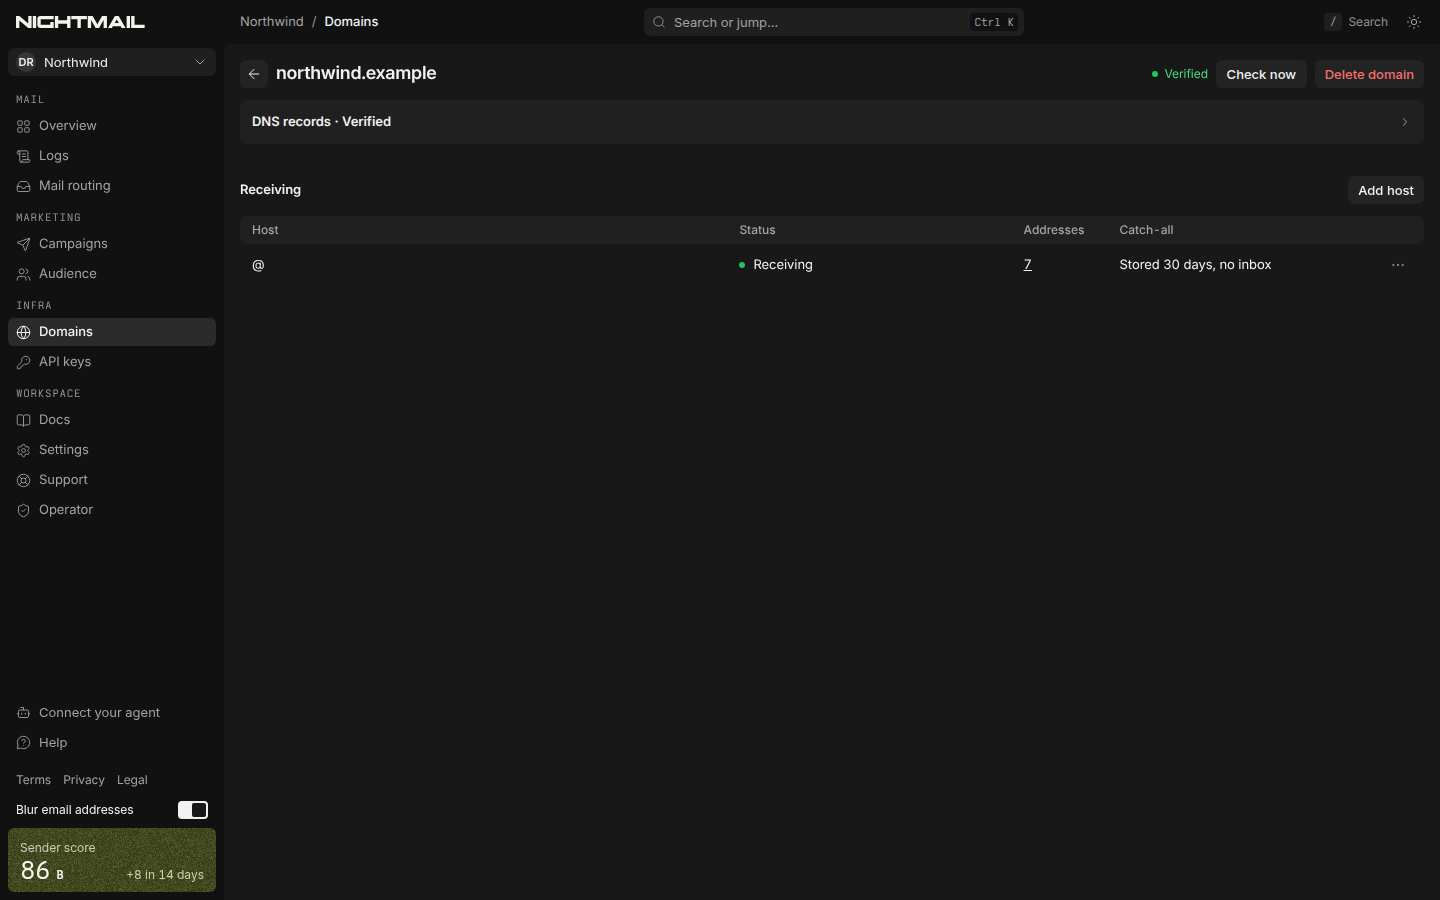 NIGHTMAIL
Northwind / Domains
Search or jump...
Ctrl K
/ Search
DR Northwind
MAIL
Overview
Logs
Mail routing
MARKETING
Campaigns
Audience
INFRA
Domains
API keys
WORKSPACE
Docs
Settings
Support
Operator
Connect your agent
Help
Terms Privacy Legal
Blur email addresses
Sender score
86 B +8 in 14 days
northwind.example
Verified
Check now
Delete domain
DNS records · Verified
Receiving
Add host
Host Status Addresses Catch-all
@ Receiving 7 Stored 30 days, no inbox